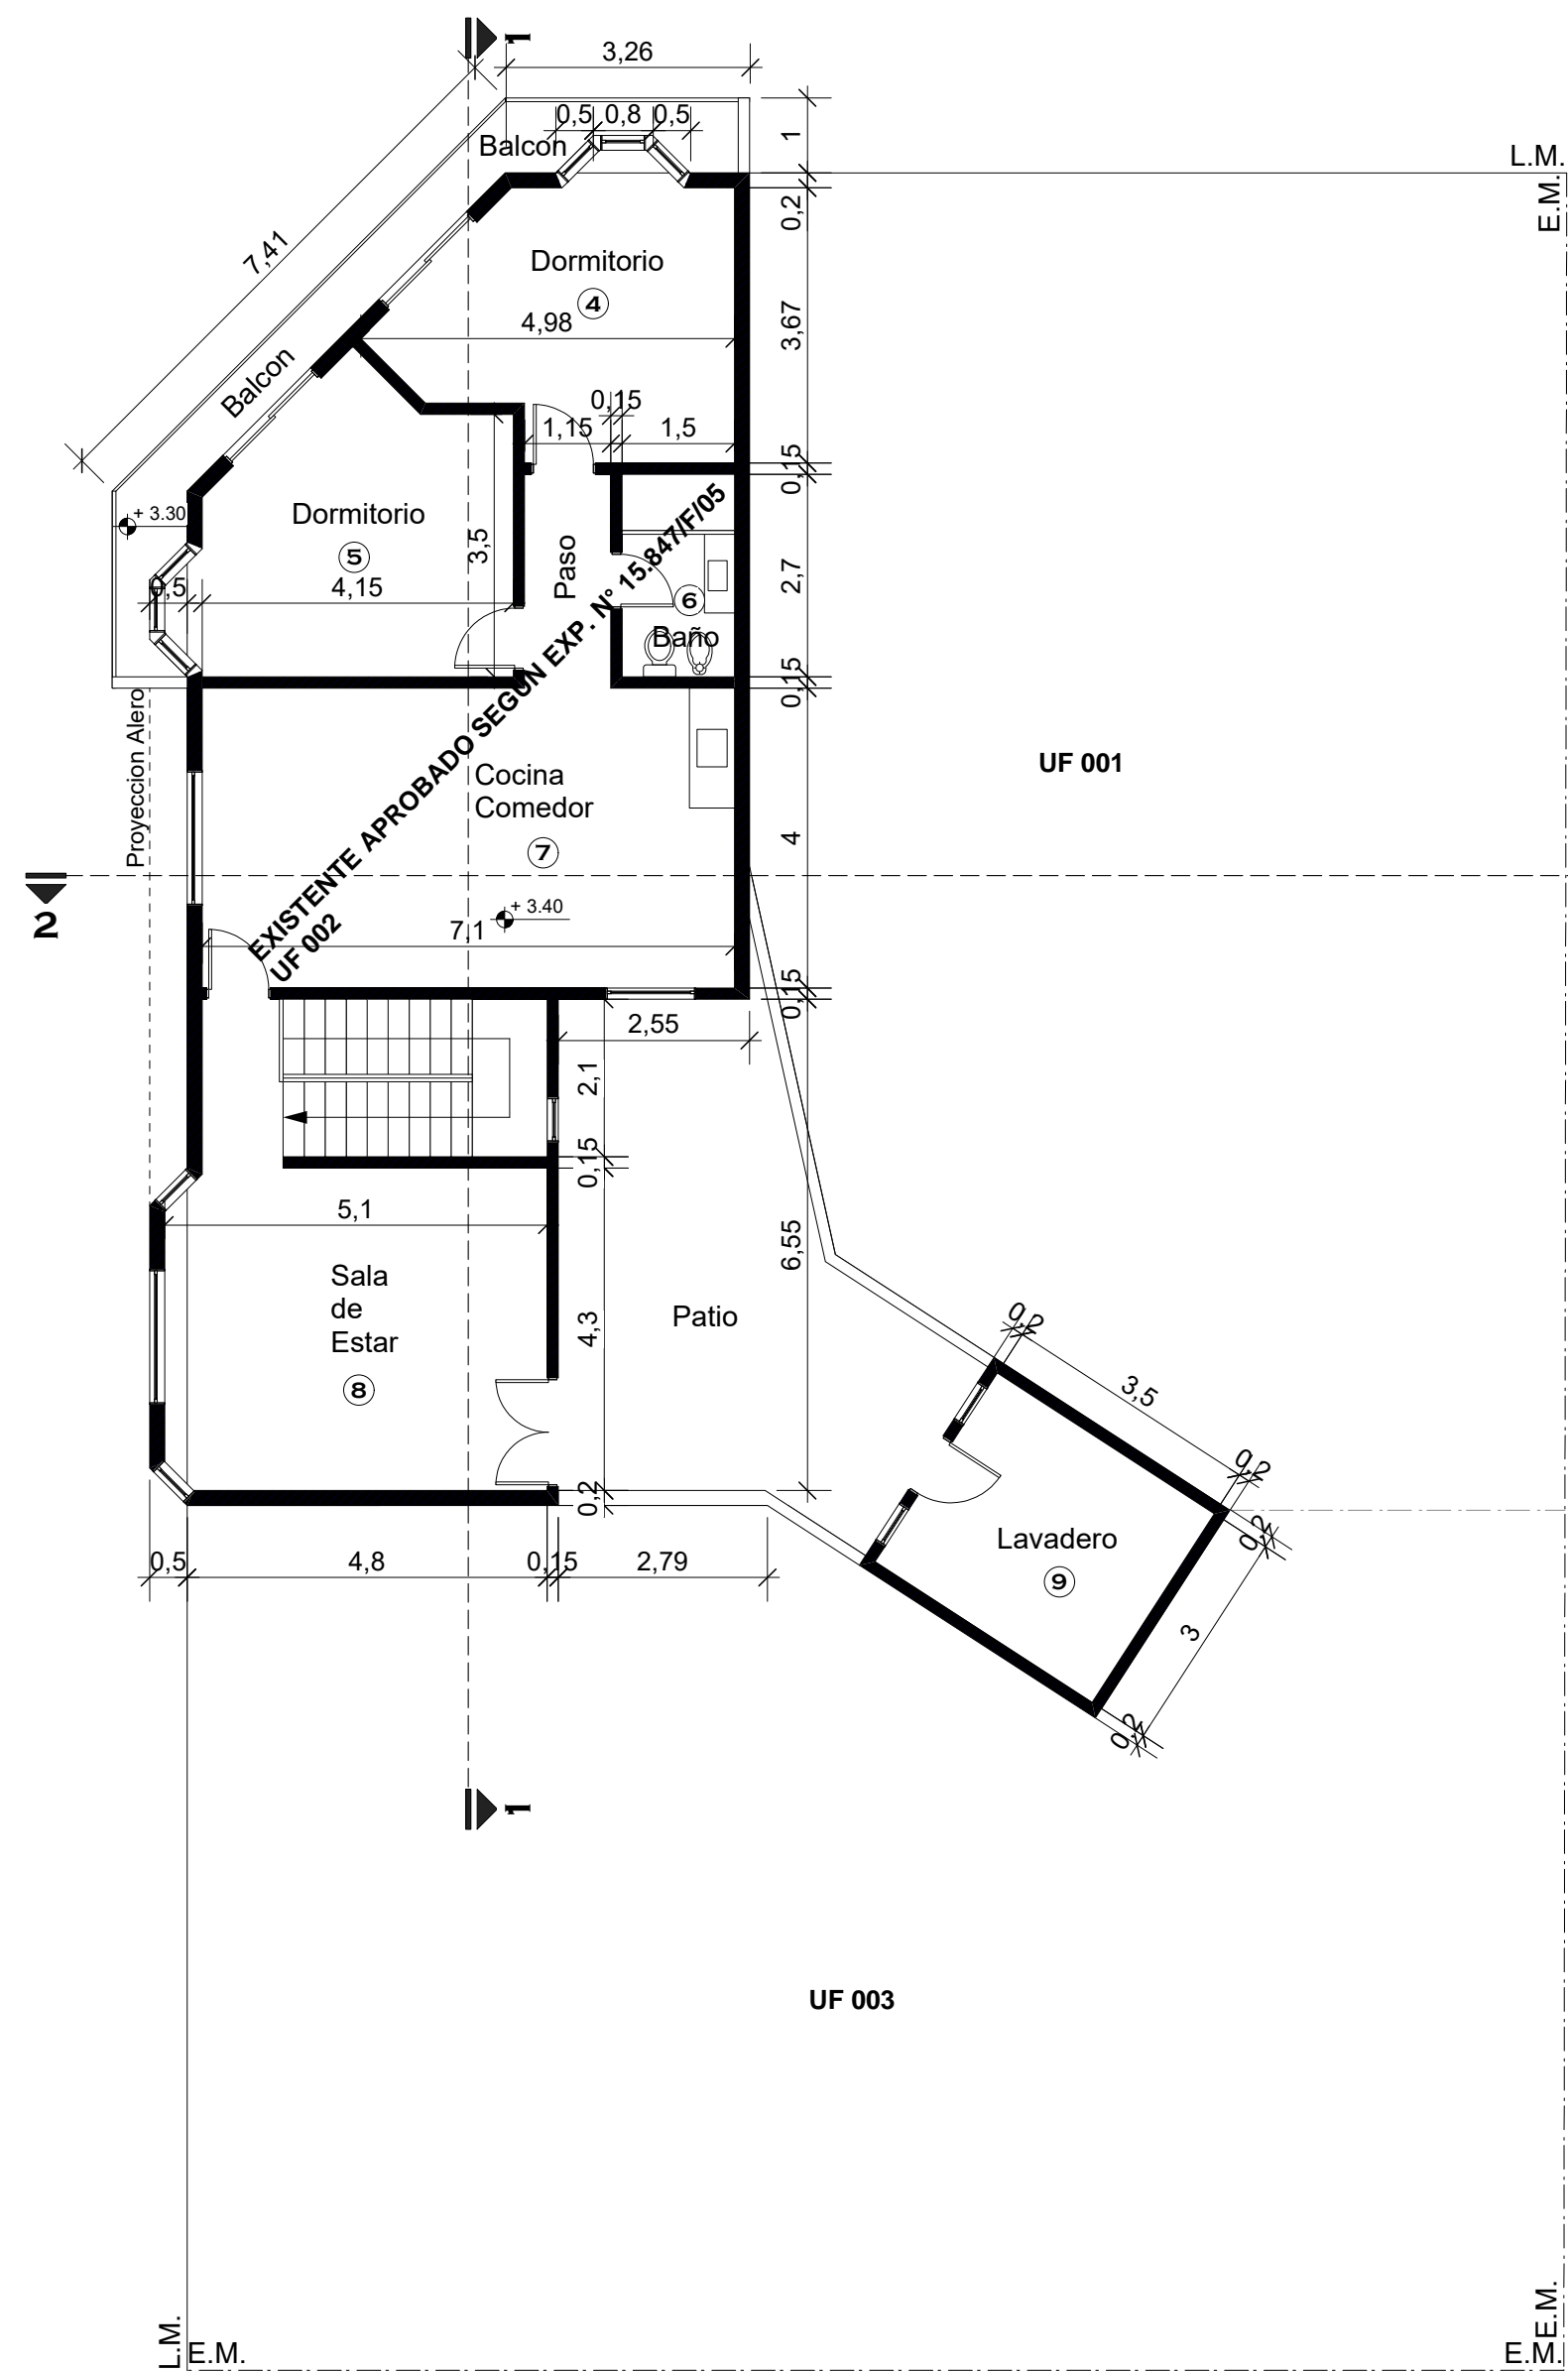 1
3,26
0,5
0,8
0,5
Balcon
1
L.M.
E.M.
0,2
7,41
Dormitorio
4
3,67
4,98
Balcon
0,15
1,15
1,5
0,15
+ 3.30
Dormitorio
5
3,5
Paso
2,7
0,5
4,15
6
Baño
0,15
Proyeccion Alero
EXISTENTE APROBADO SEGUN EXP. N° 15.847/F/05
UF 002
Cocina
Comedor
7
UF 001
4
2
+ 3.40
7,1
0,15
2,55
2,1
0,15
5,1
6,55
Sala
de
Estar
8
4,3
Patio
0,2
3,5
0,2
0,2
0,2
Lavadero
9
3
0,2
0,5
4,8
0,15
2,79
1
UF 003
L.M.
E.M.
E.M.
E.M.